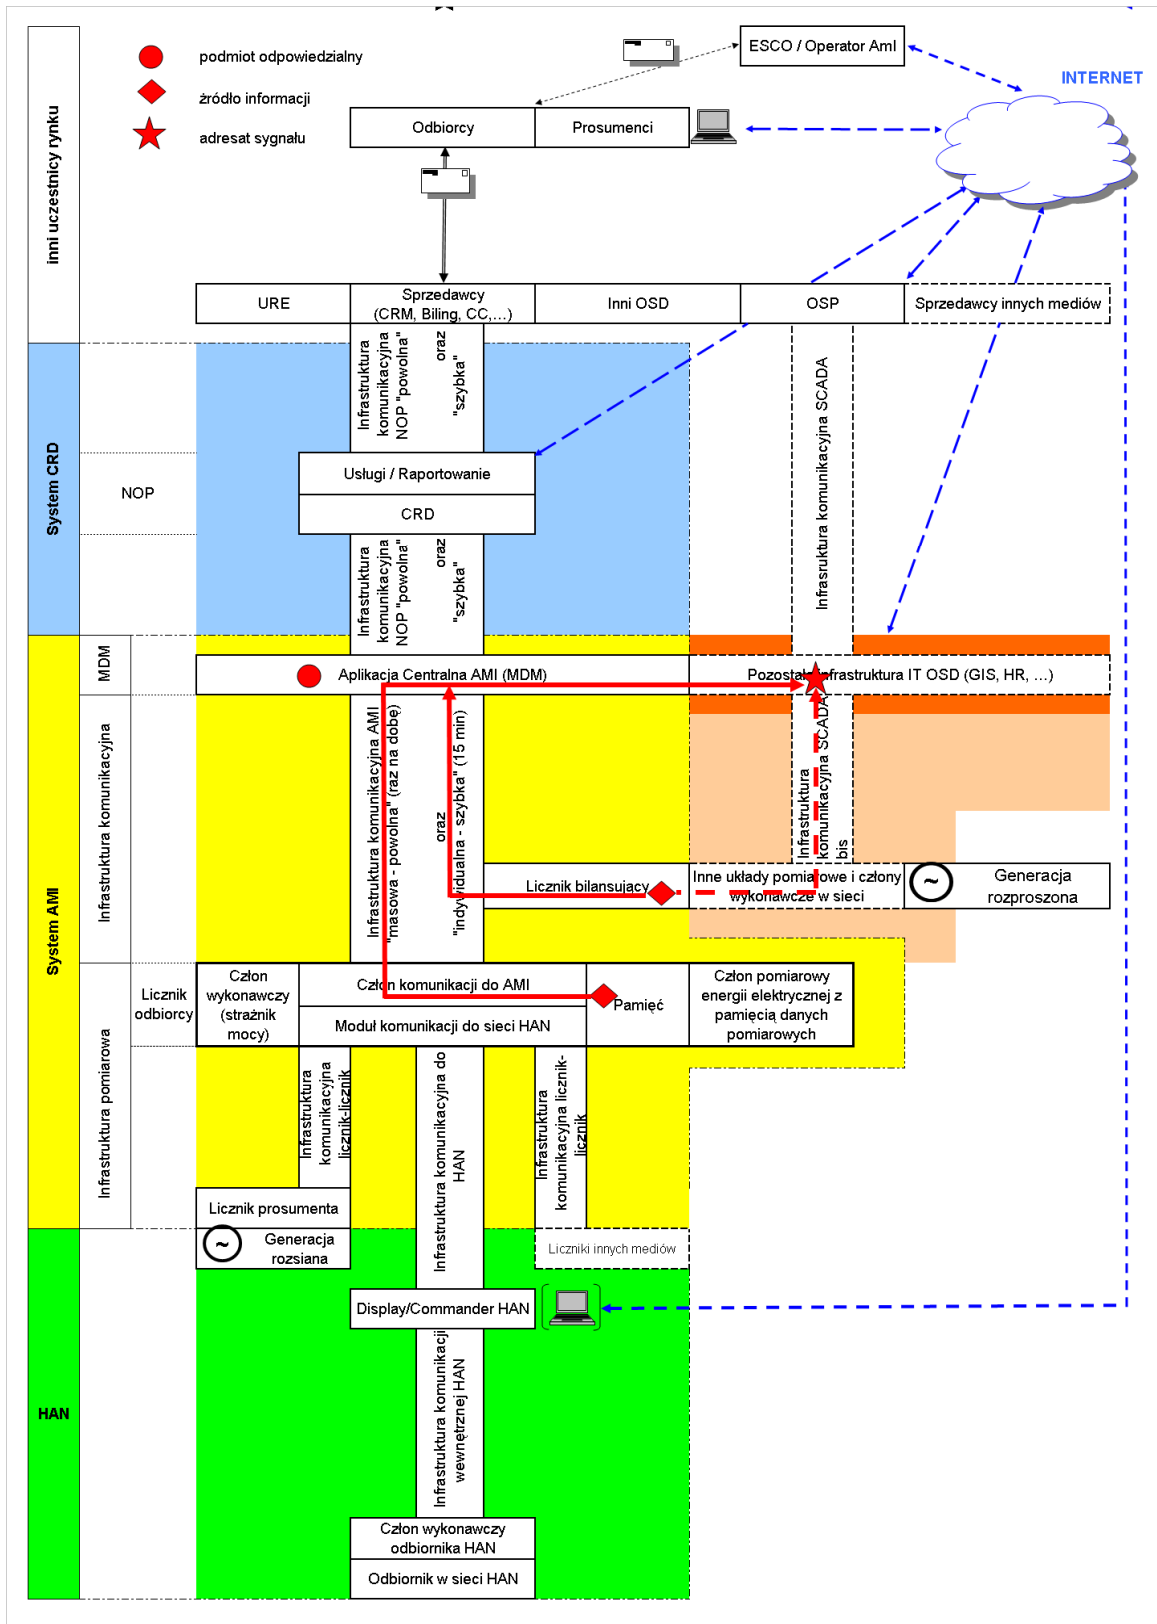 podmiot odpowiedzialny
źródło informacji
adresat sygnału
ESCO / Operator AmI
INTERNET
Odbiorcy
Prosumenci
inni uczestnicy rynku
URE
Sprzedawcy
(CRM, Biling, CC,...)
Inni OSD
OSP
Sprzedawcy innych mediów
Infrastruktura
komunikacyjna
NOP "powolna"
oraz
"szybka"
Infrasruktura komunikacyjna SCADA
System CRD
NOP
Usługi / Raportowanie
CRD
Infrastruktura
komunikacyjna
NOP "powolna"
oraz
"szybka"
System AMI
MDM
Aplikacja Centralna AMI (MDM)
Pozostała infrastruktura IT OSD (GIS, HR, ...)
Infrastruktura komunikacyjna
Infrastruktura komunikacyjna AMI
"masowa - powolna" (raz na dobę)
oraz
"indywidualna - szybka" (15 min)
Infrastruktura
komunikacyjna SCADA
bis
Licznik bilansujący
Inne układy pomiarowe i człony
wykonawcze w sieci
~
Generacja
rozproszona
Infrastruktura pomiarowa
Licznik
odbiorcy
Człon
wykonawczy
(strażnik
mocy)
Człon komunikacji do AMI
Moduł komunikacji do sieci HAN
Pamięć
Człon pomiarowy
energii elektrycznej z
pamięcią danych
pomiarowych
Infrastruktura
komunikacyjna
licznik-licznik
Infrastruktura komunikacyjna do
HAN
Infrastruktura
komunikacyjna licznik-
licznik
Licznik prosumenta
~
Generacja
rozsiana
Liczniki innych mediów
HAN
Display/Commander HAN
Infrastruktura komunikacji
wewnętrznej HAN
Człon wykonawczy
odbiornika HAN
Odbiornik w sieci HAN